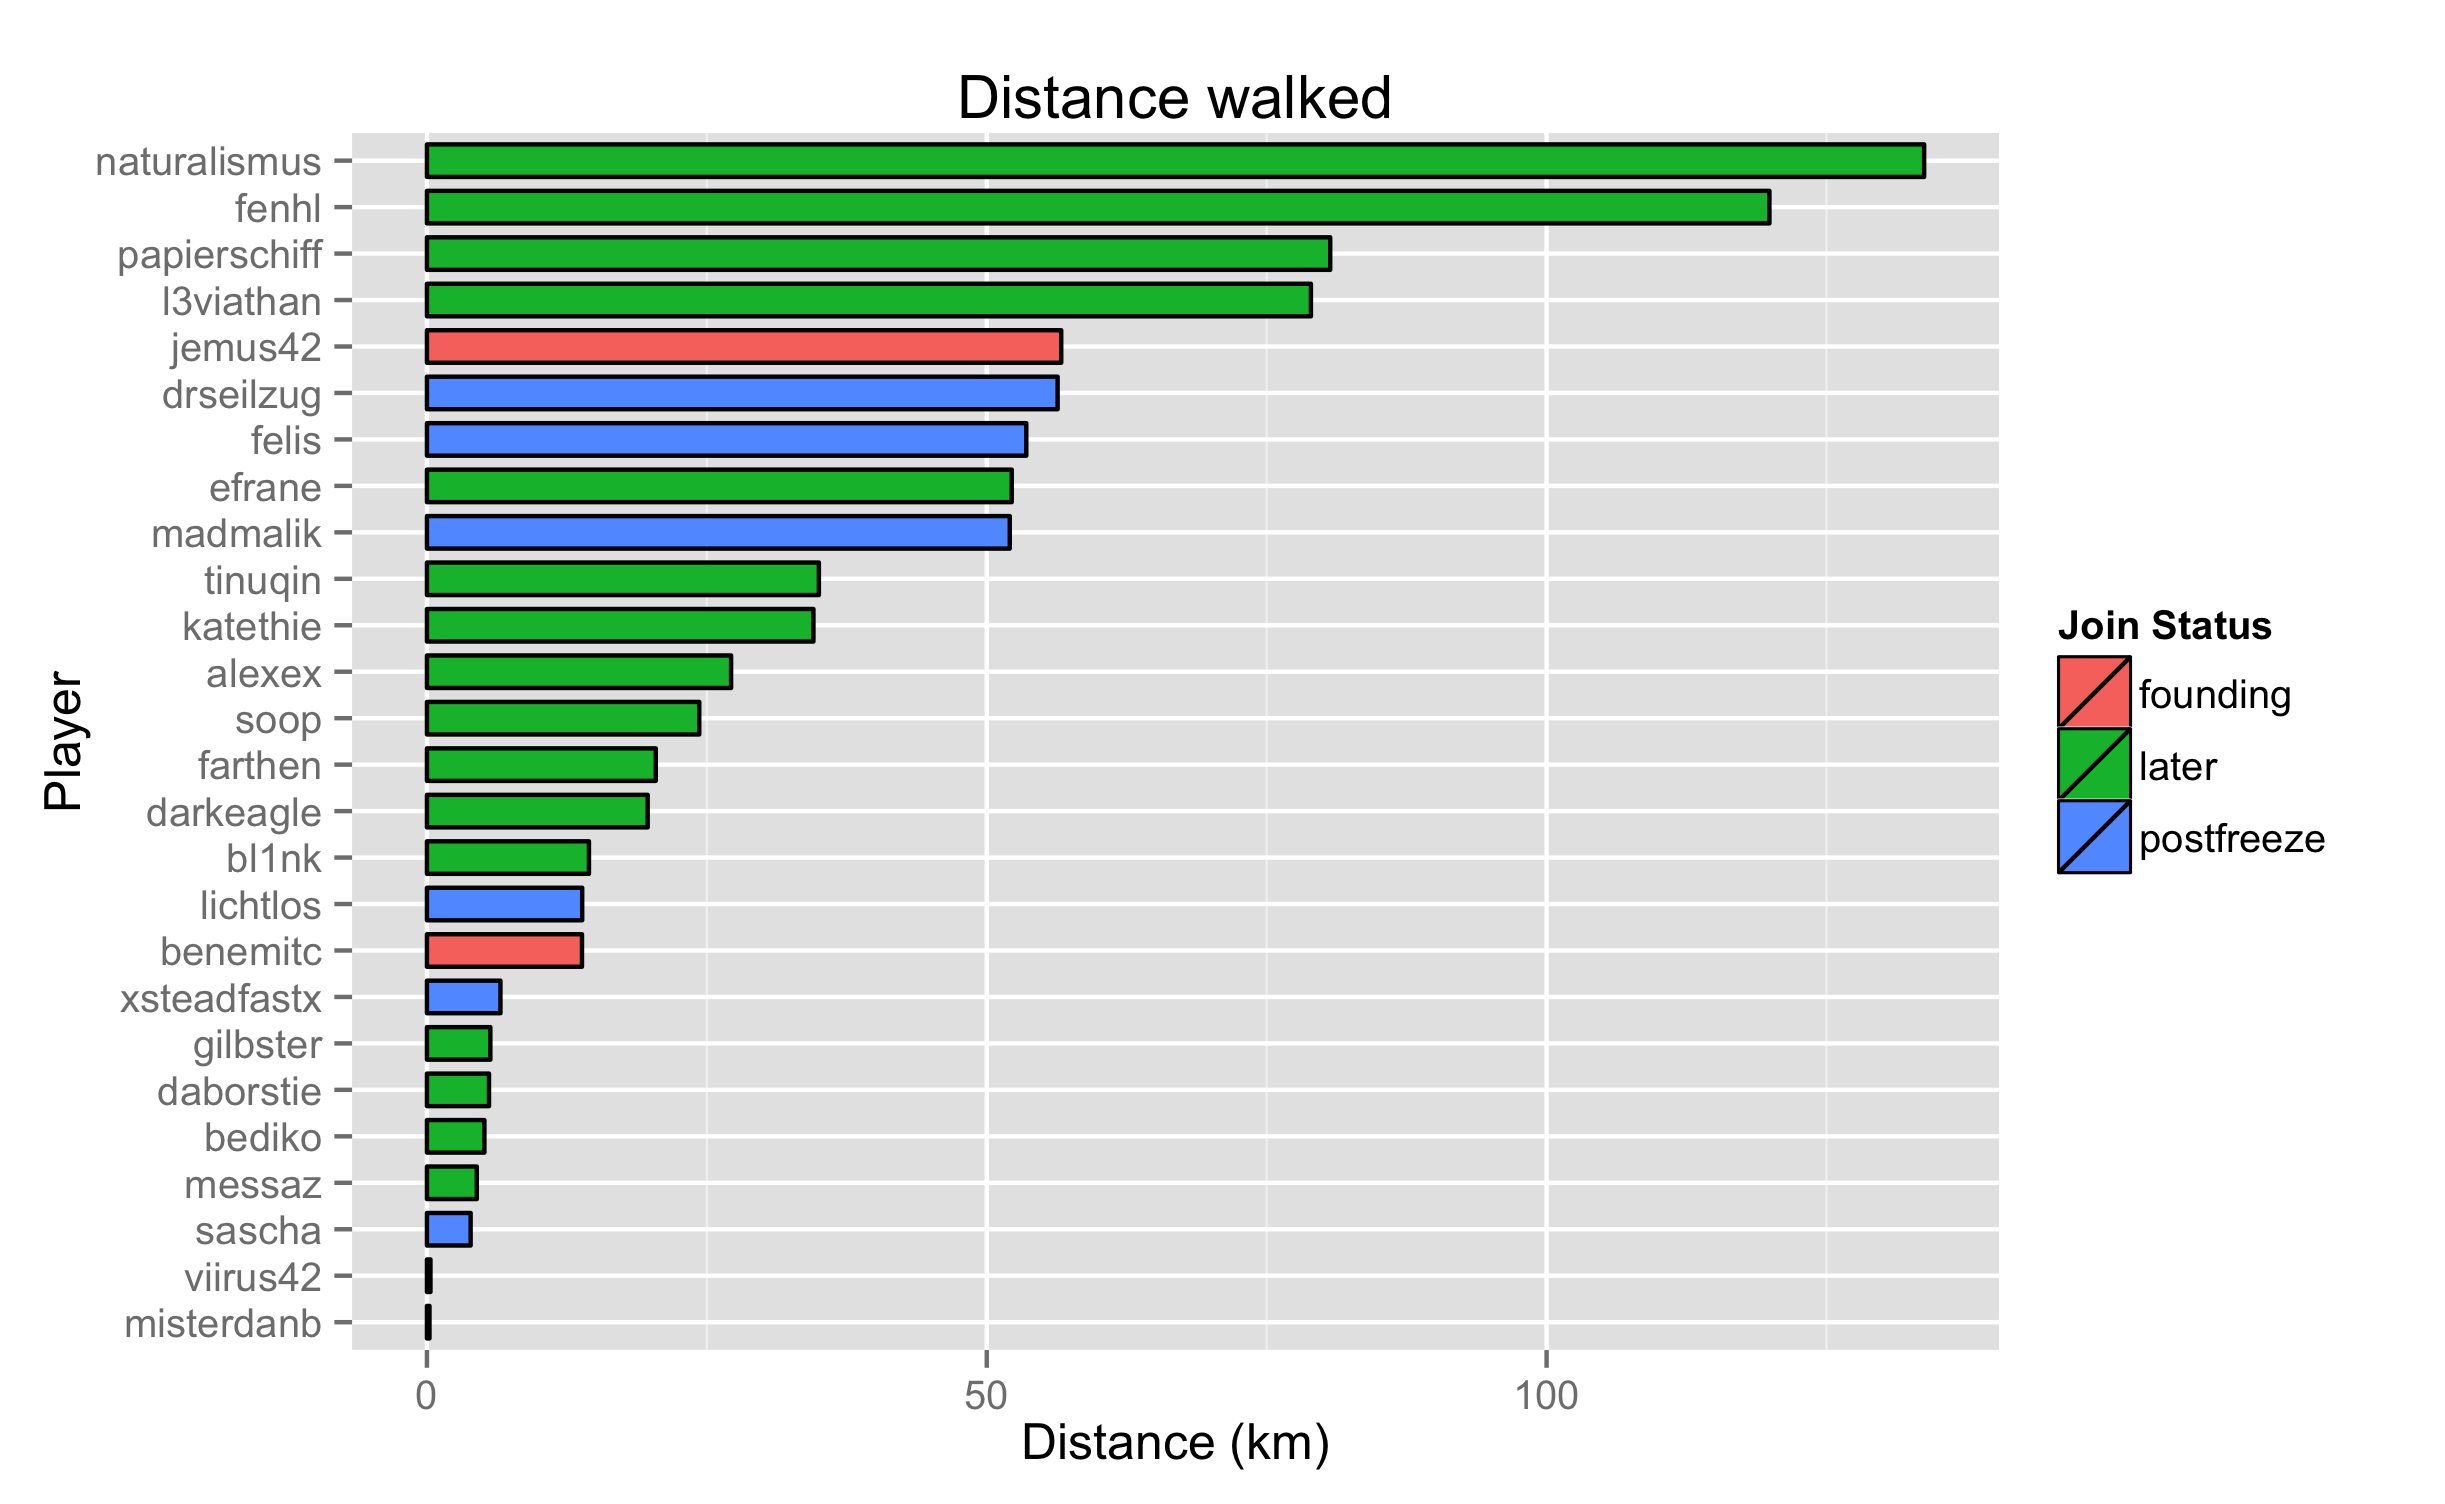 Distance walked
naturalismus
fenhl
papierschiff
l3viathan
jemus42
drseilzug
felis
efrane
madmalik
tinuqin
katethie
alexex
soop
farthen
darkeagle
bl1nk
lichtlos
benemitc
xsteadfastx
gilbster
daborstie
bediko
messaz
sascha
viirus42
misterdanb
Player
0 50 100
Distance (km)
Join Status
founding
later
postfreeze